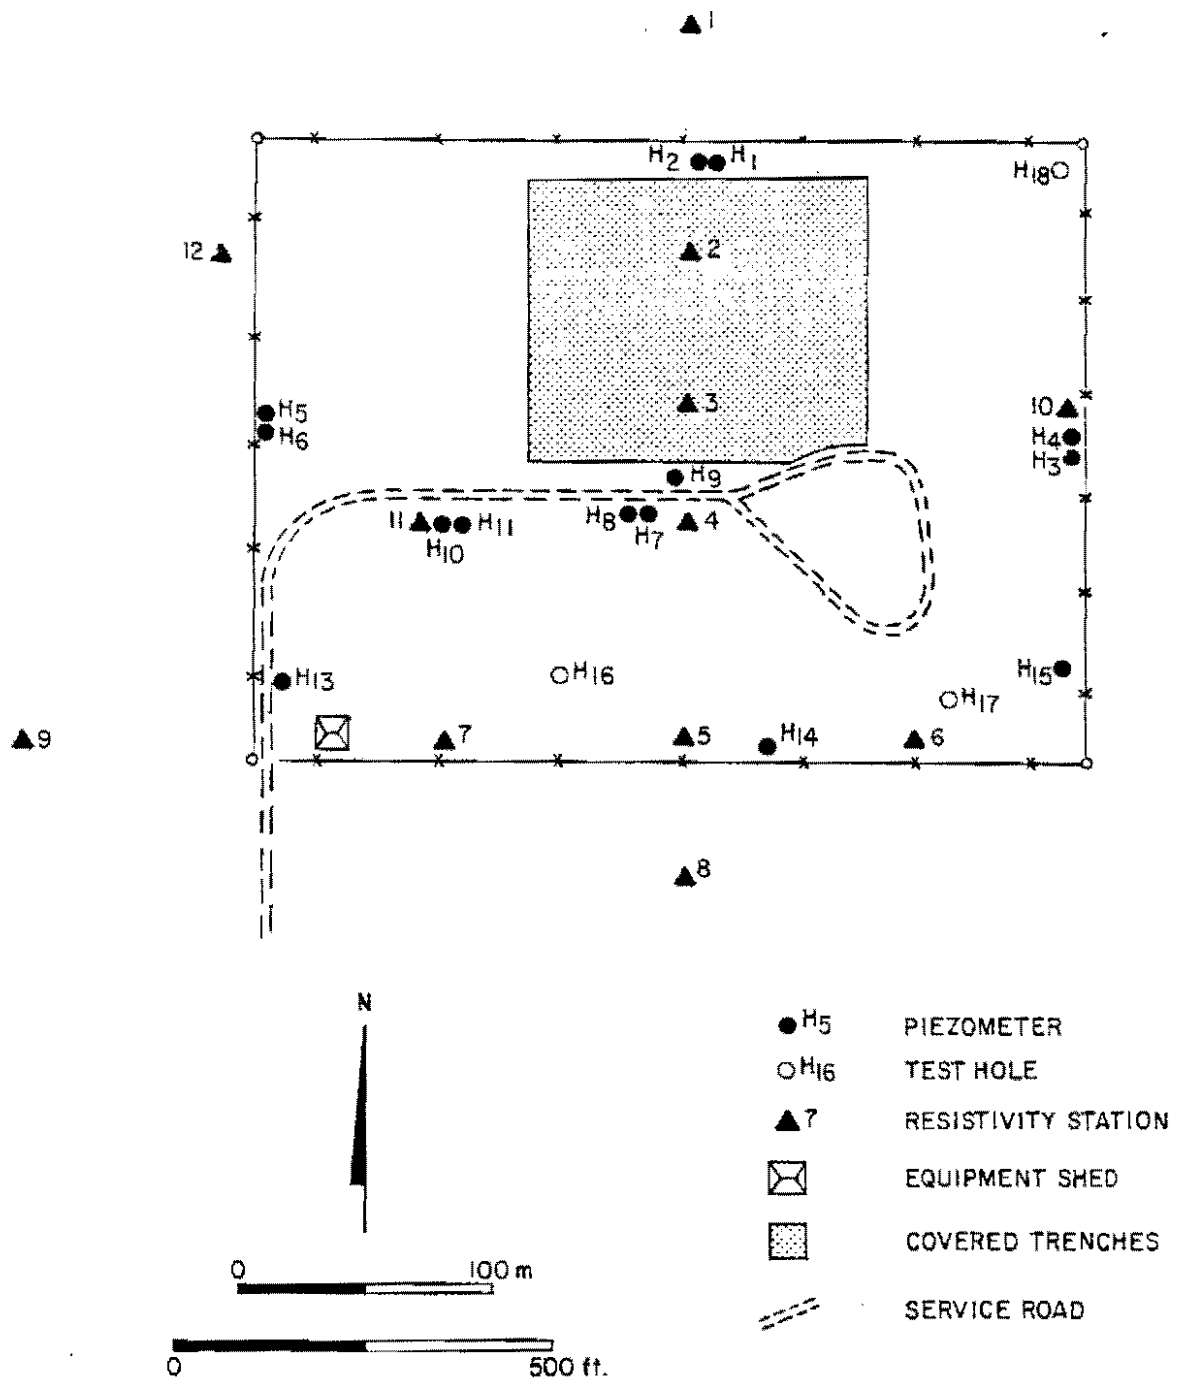 1
H2 H1
H18
12
2
H5
3
10
H6
H4
H3
H9
11
H11
H8
4
H10
H7
H13
H16
H15
H17
9
7
5
H14
6
8
N
H5 PIEZOMETER
H16 TEST HOLE
7 RESISTIVITY STATION
EQUIPMENT SHED
COVERED TRENCHES
SERVICE ROAD
0 100 m
0 500 ft.